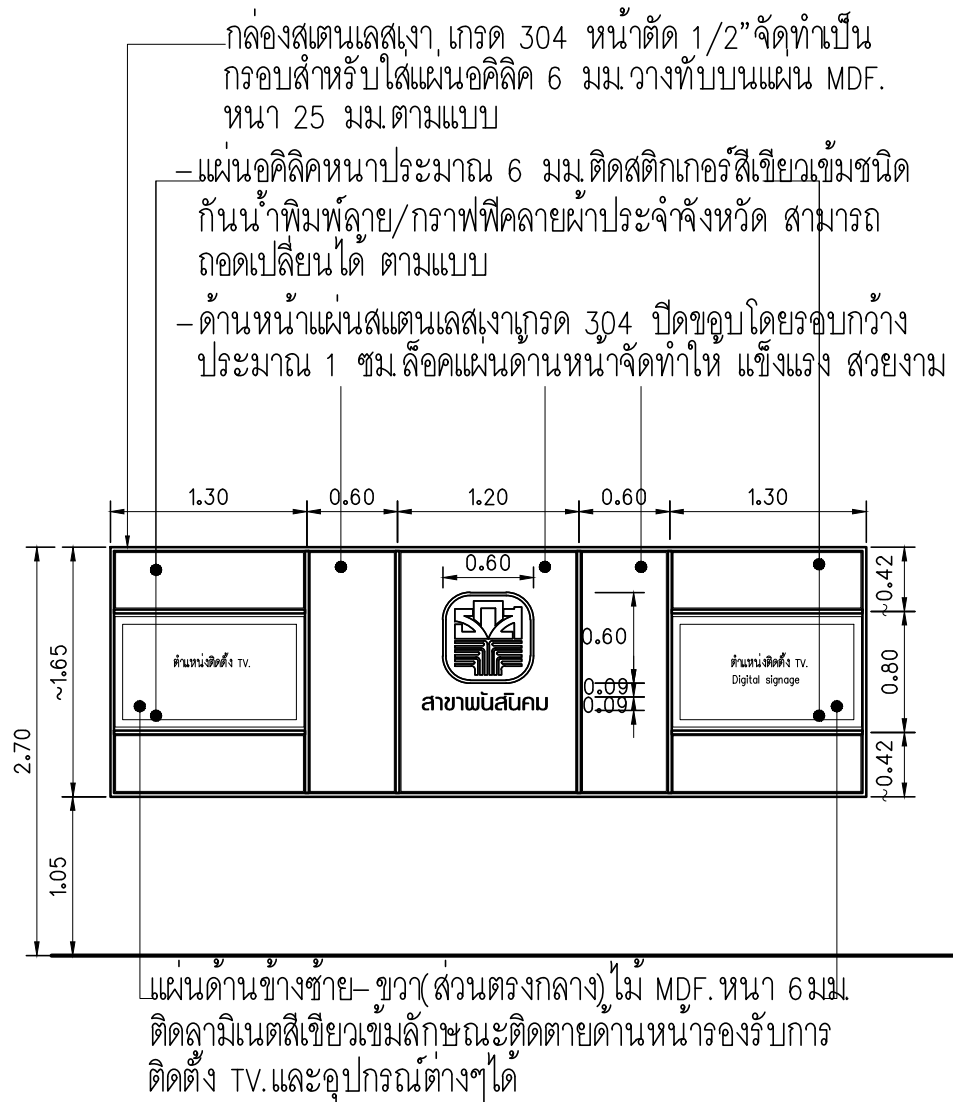 กล่องสเตนเลสเงา เกรด 304 หน้าตัด 1/2" จัดทำเป็น
กรอบสำหรับใส่แผ่นอคิลิค 6 มม.วางทับบนแผ่น MDF.
หนา 25 มม.ตามแบบ
-แผ่นอคิลิคหนาประมาณ 6 มม.ติดสติกเกอร์สีเขียวเข้มชนิด
กันน้ำพิมพ์ลาย/กราฟฟิคลายผ้าประจำจังหวัด สามารถ
ถอดเปลี่ยนได้ ตามแบบ
-ด้านหน้าแผ่นสแตนเลสเงาเกรด 304 ปิดขอบโดยรอบกว้าง
ประมาณ 1 ซม.ล็อคแผ่นด้านหน้าจัดทำให้ แข็งแรง สวยงาม
1.30 0.60 1.20 0.60 1.30
0.60
~0.42
0.60
ตำแหน่งติดตั้ง TV.
ตำแหน่งติดตั้ง TV.
Digital signage
0.80
~1.65
0.09
0.09
สาขาพนัสนิคม
2.70
~0.42
1.05
แผ่นด้านข้างซ้าย-ขวา(ส่วนตรงกลาง)ไม้ MDF.หนา 6มม.
ติดลามิเนตสีเขียวเข้มลักษณะติดตายด้านหน้ารองรับการ
ติดตั้ง TV.และอุปกรณ์ต่างๆได้